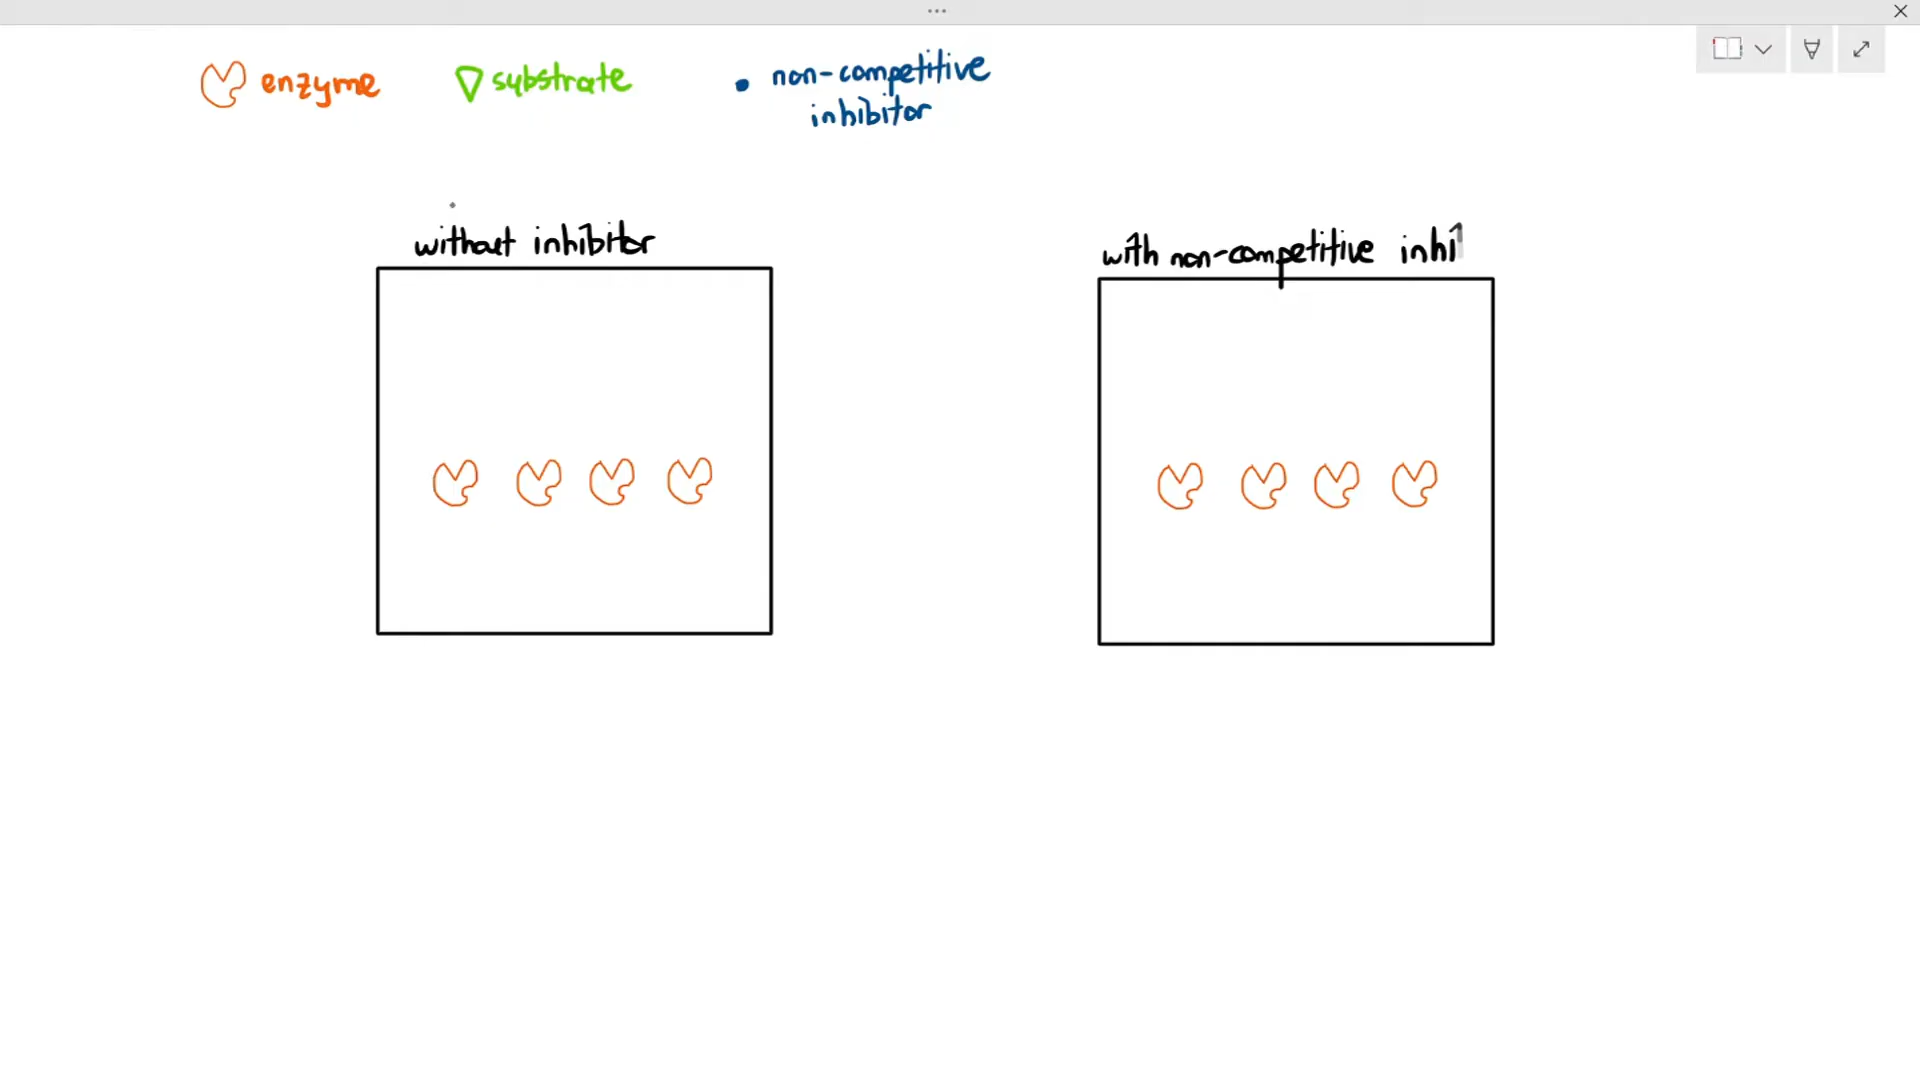 enzyme
substrate
non-competitive
inhibitor
without inhibitor
with non-competitive inhi